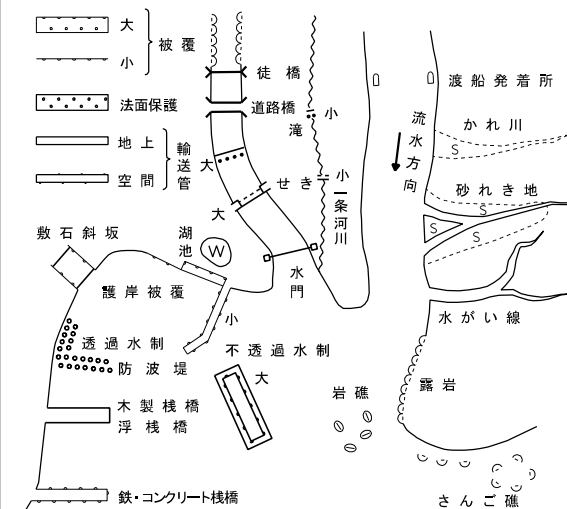 大
被覆
小
法面保護
地上
輸送管
空間
徒橋
道路橋
小
滝
大
せき
小
大
一条河川
渡船発着所
流水方向
かれ川
S
砂れき地
S
S
S
敷石斜坂
湖池
W
護岸被覆
水門
小
水がい線
透過水制
防波堤
不透過水制
大
岩礁
露岩
木製桟橋
浮桟橋
鉄・コンクリート桟橋
さんご礁